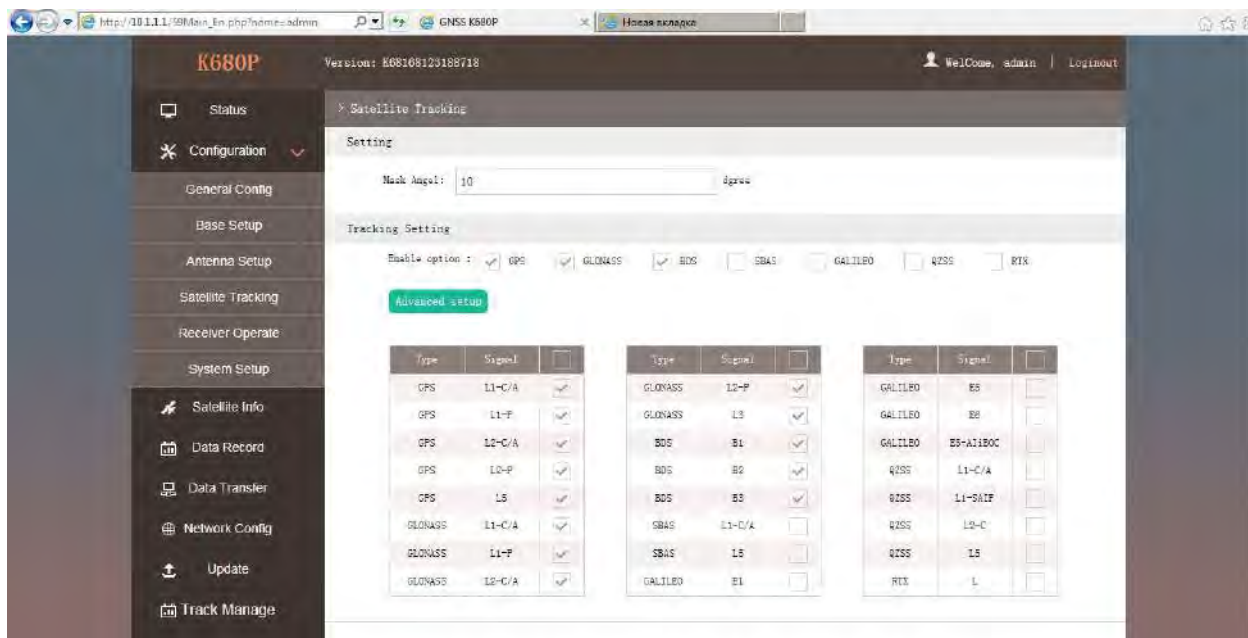 http://10.1.1.1/59Main_En.php?name=admin GNSS K680P Новая вкладка
K680P Version: K68168123188718 WelCome, admin | Loginout
Status
Configuration
General Config
Base Setup
Antenna Setup
Satellite Tracking
Receiver Operate
System Setup
Satellite Info
Data Record
Data Transfer
Network Config
Update
Track Manage
> Satellite Tracking
Setting
Mask Angel: 10 dgree
Tracking Setting
Enable option : GPS GLONASS BDS SBAS GALILEO QZSS RTX
Advanced setup
Type Signal
GPS L1-C/A
GPS L1-P
GPS L2-C/A
GPS L2-P
GPS L5
GLONASS L1-C/A
GLONASS L1-P
GLONASS L2-C/A
Type Signal
GLONASS L2-P
GLONASS L3
BDS B1
BDS B2
BDS B3
SBAS L1-C/A
SBAS L5
GALILEO E1
Type Signal
GALILEO E5
GALILEO E6
GALILEO E5-AltBOC
QZSS L1-C/A
QZSS L1-SAIF
QZSS L2-C
QZSS L5
RTX L